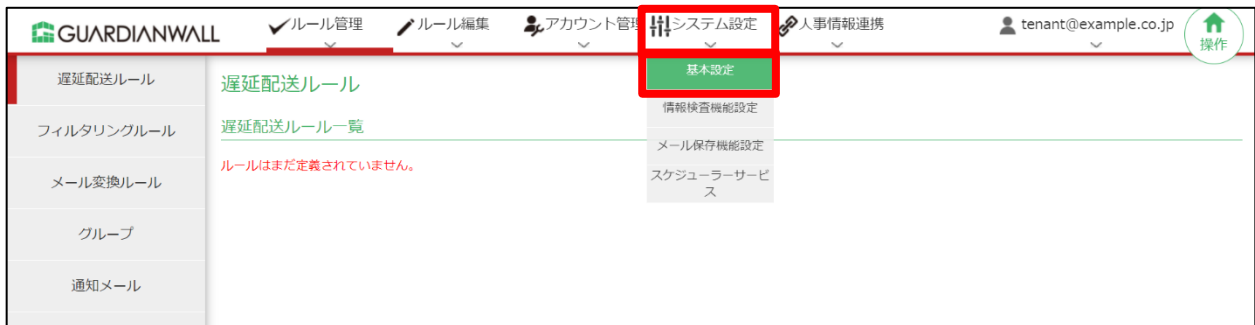 GUARDIANWALL
ルール管理
ルール編集
アカウント管理
システム設定
人事情報連携
tenant@example.co.jp
操作
基本設定
情報検査機能設定
メール保存機能設定
スケジューラーサービ
ス
遅延配送ルール
フィルタリングルール
メール変換ルール
グループ
通知メール
遅延配送ルール
遅延配送ルール一覧
ルールはまだ定義されていません。